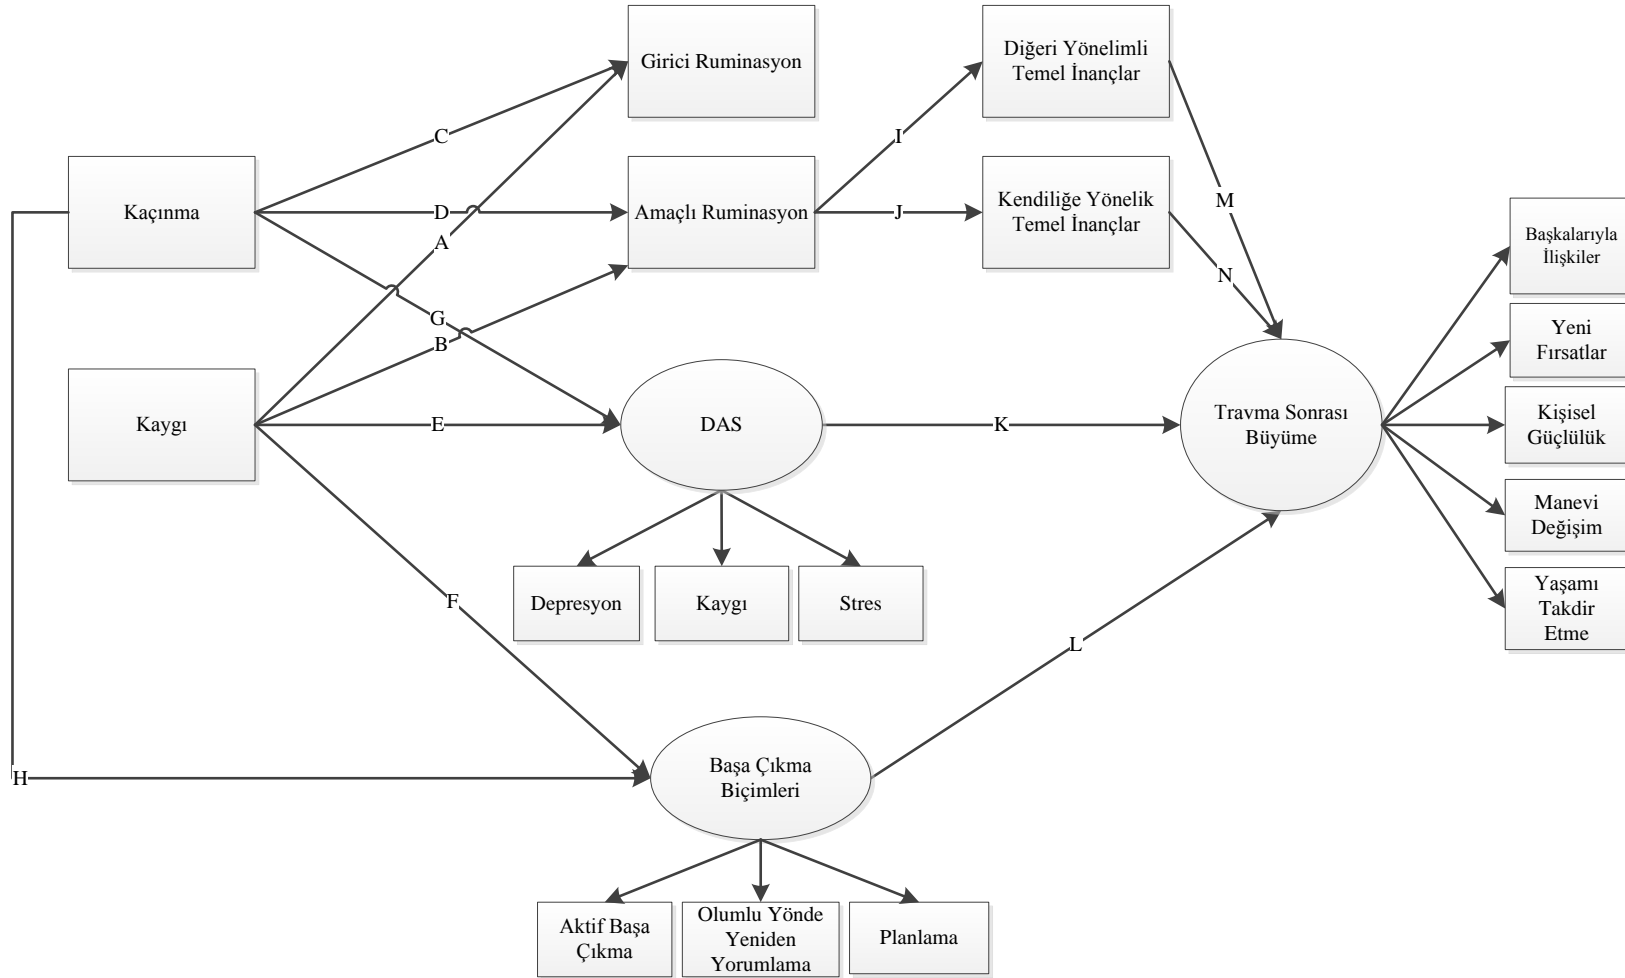 Girici Ruminasyon
Diğeri Yönelimli
Temel İnançlar
C
I
Kaçınma
D
A
Amaçlı Ruminasyon
J
Kendiliğe Yönelik
Temel İnançlar
M
N
Başkalarıyla
İlişkiler
G
B
Yeni
Fırsatlar
Kaygı
E
DAS
K
Travma Sonrası
Büyüme
Kişisel
Güçlülük
Manevi
Değişim
Depresyon
Kaygı
Stres
Yaşamı
Takdir
Etme
F
L
H
Başa Çıkma
Biçimleri
Aktif Başa
Çıkma
Olumlu Yönde
Yeniden
Yorumlama
Planlama